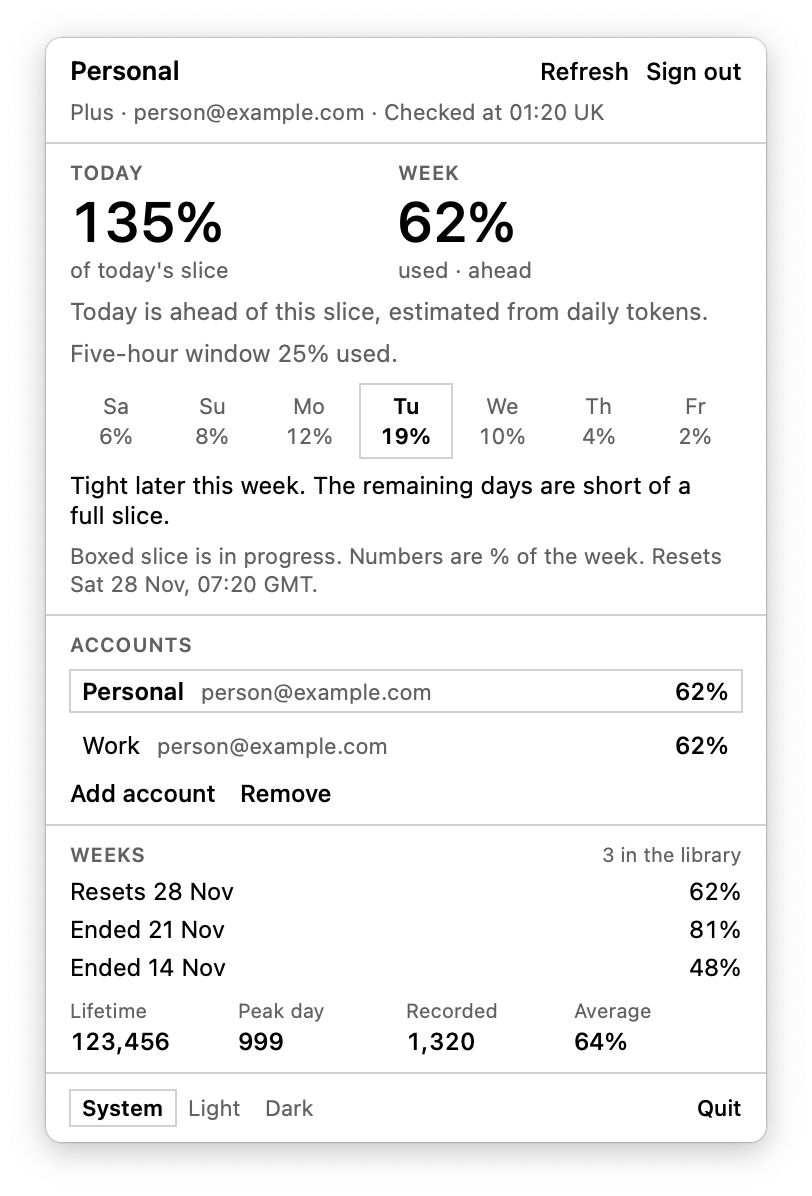 Personal Refresh Sign out
Plus · person@example.com · Checked at 01:20 UK
TODAY WEEK
135% 62%
of today's slice used · ahead
Today is ahead of this slice, estimated from daily tokens.
Five-hour window 25% used.
Sa Su Mo Tu We Th Fr
6% 8% 12% 19% 10% 4% 2%
Tight later this week. The remaining days are short of a
full slice.
Boxed slice is in progress. Numbers are % of the week. Resets
Sat 28 Nov, 07:20 GMT.
ACCOUNTS
Personal person@example.com 62%
Work person@example.com 62%
Add account Remove
WEEKS 3 in the library
Resets 28 Nov 62%
Ended 21 Nov 81%
Ended 14 Nov 48%
Lifetime Peak day Recorded Average
123,456 999 1,320 64%
System Light Dark Quit